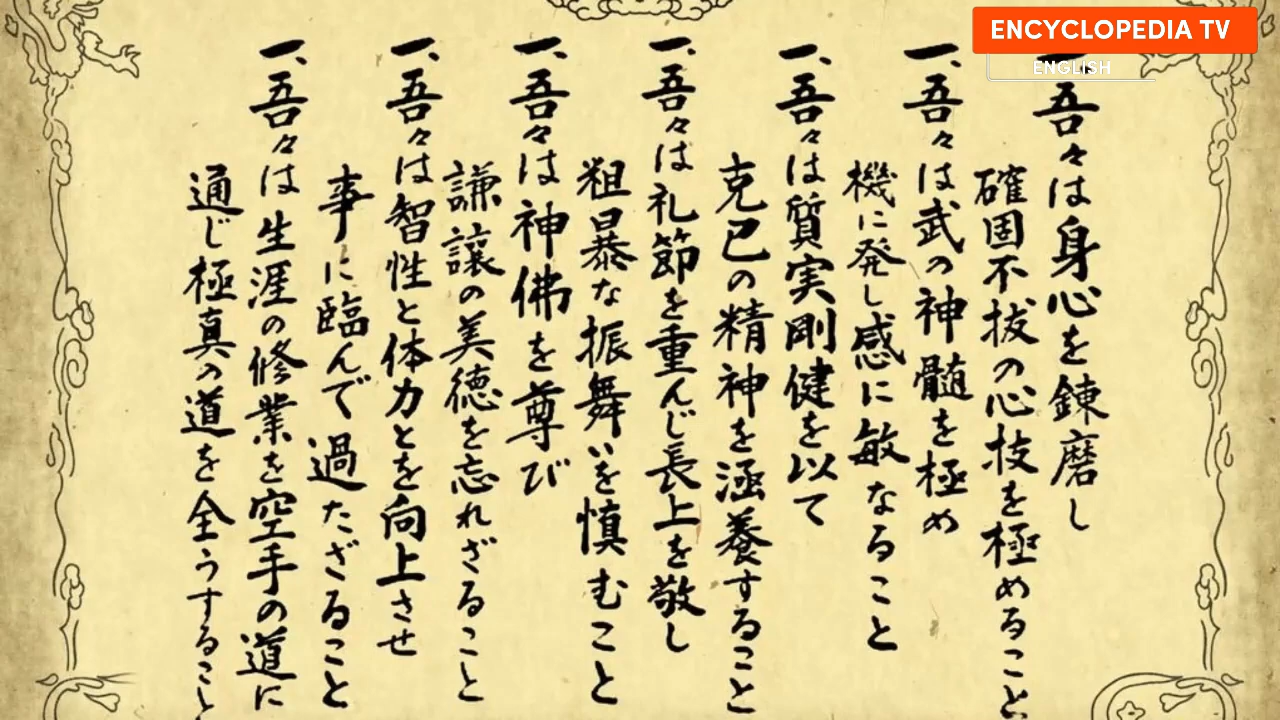 ENCYCLOPEDIA TV
ENGLISH
一、吾々は身心を錬磨し
確固不拔の心技を極めること
一、吾々は武の神髄を極め
機に発し感に敏なること
一、吾々は質実剛健を以て
克己の精神を涵養すること
一、吾々は礼節を重んじ長上を敬し
粗暴な振舞いを慎むこと
一、吾々は神佛を尊び
謙譲の美徳を忘れざること
一、吾々は智性と体力とを向上させ
事に臨んで過たざること
一、吾々は生涯の修業を空手の道に
通じ極真の道を全うすること